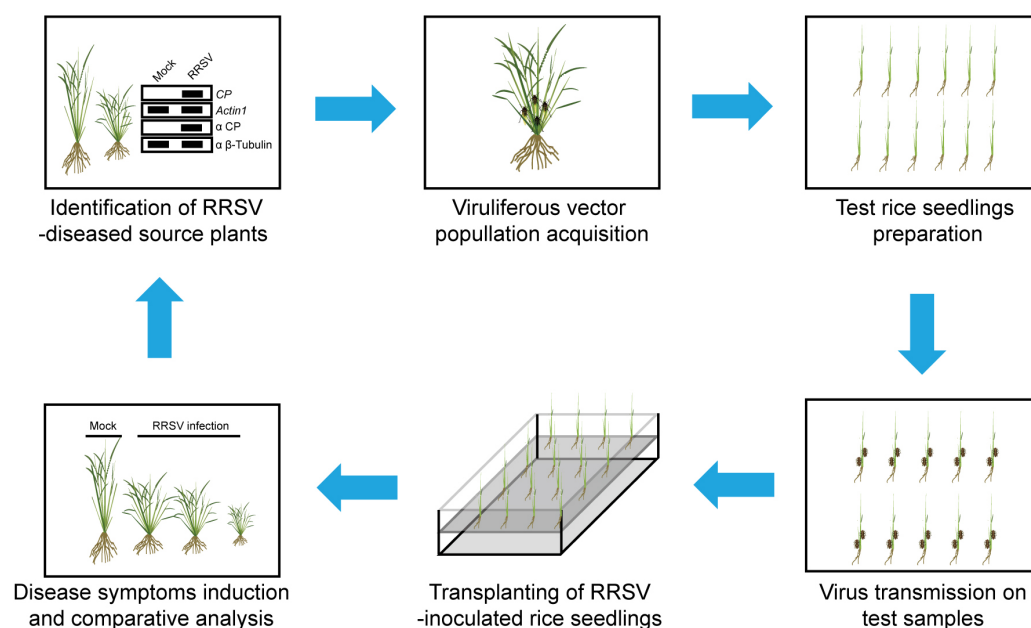 Mock
RRSV
CP
Actin1
α CP
α β-Tubulin
Identification of RRSV
-diseased source plants
Viruliferous vector
popullation acquisition
Test rice seedlings
preparation
Mock
RRSV infection
Disease symptoms induction
and comparative analysis
Transplanting of RRSV
-inoculated rice seedlings
Virus transmission on
test samples